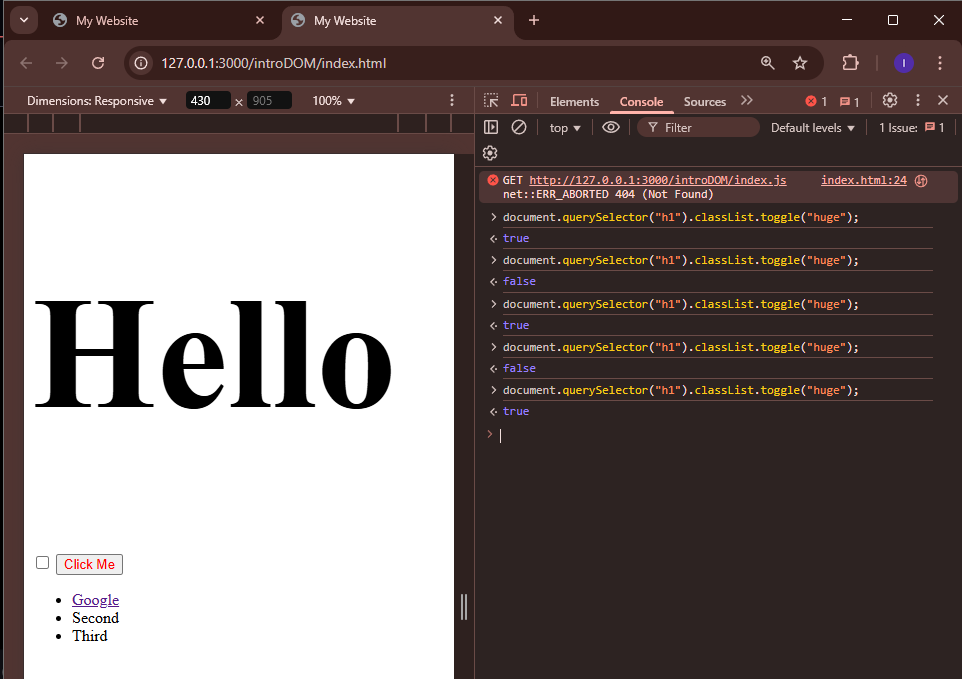 My Website
My Website
127.0.0.1:3000/introDOM/index.html
I
Dimensions: Responsive 430 × 905 100%
Elements Console Sources 1 1
top Filter Default levels 1 Issue: 1
GET http://127.0.0.1:3000/introDOM/index.js index.html:24
net::ERR_ABORTED 404 (Not Found)
document.querySelector("h1").classList.toggle("huge");
true
document.querySelector("h1").classList.toggle("huge");
false
document.querySelector("h1").classList.toggle("huge");
true
document.querySelector("h1").classList.toggle("huge");
false
document.querySelector("h1").classList.toggle("huge");
true
Hello
Click Me
Google
Second
Third